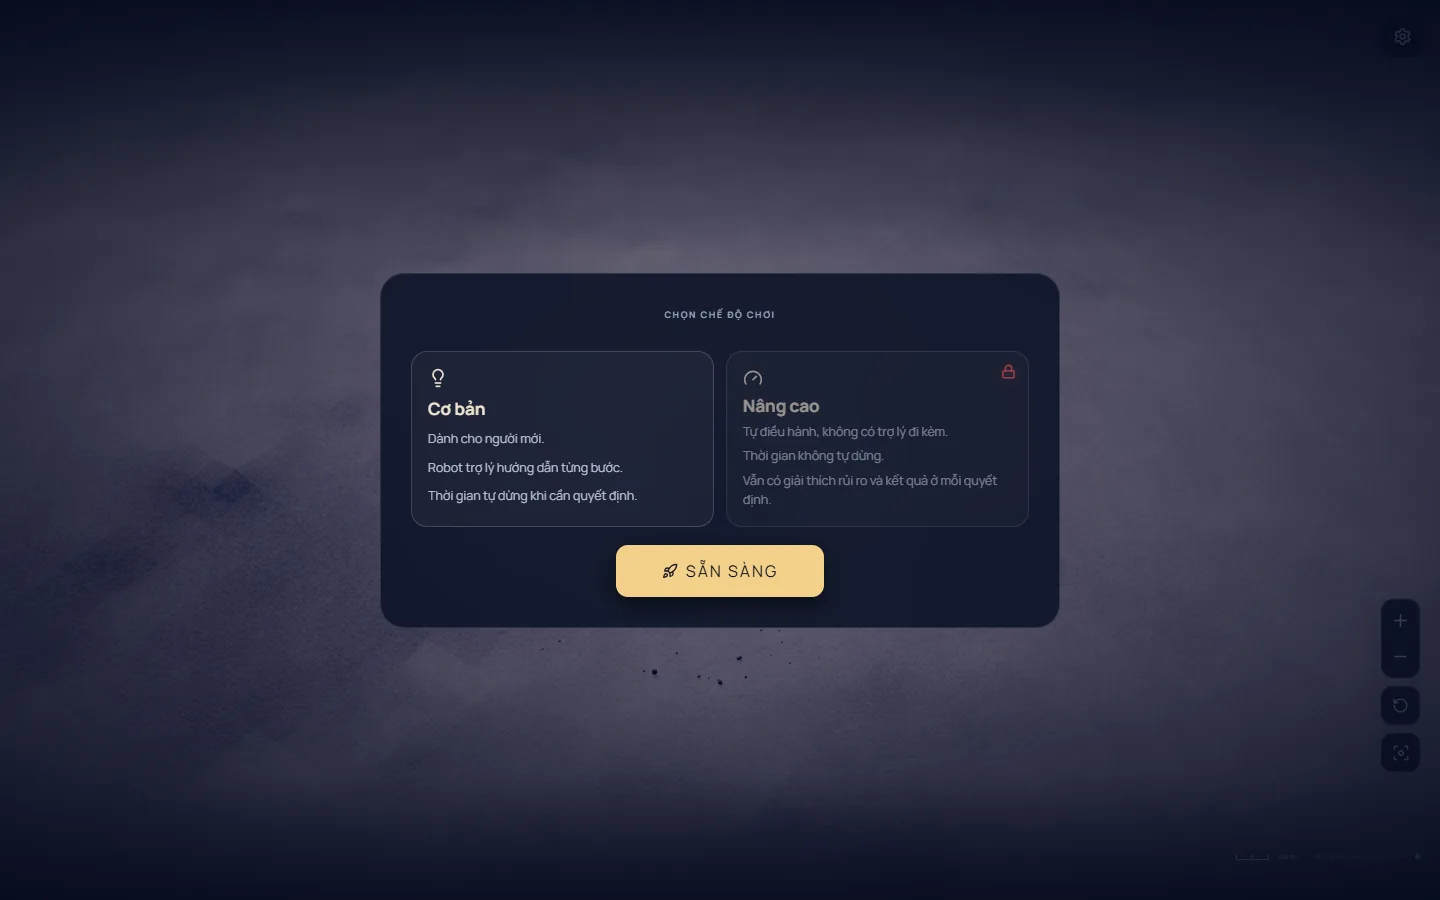 CHỌN CHẾ ĐỘ CHƠI
Cơ bản
Dành cho người mới.
Robot trợ lý hướng dẫn từng bước.
Thời gian tự dừng khi cần quyết định.
Nâng cao
Tự điều hành, không có trợ lý đi kèm.
Thời gian không tự dừng.
Vẫn có giải thích rủi ro và kết quả ở mỗi quyết
định.
SẴN SÀNG